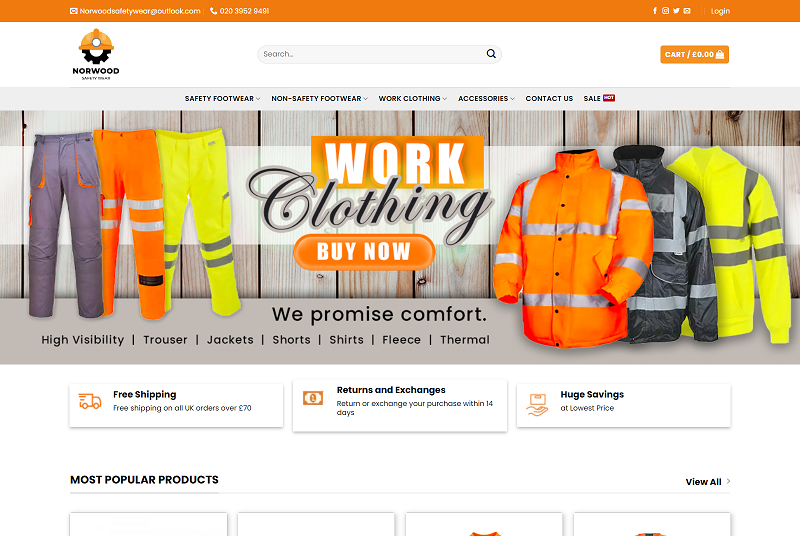 Norwoodsafetywear@outlook.com
020 3952 9491
Login
NORWOOD
SAFETY WEAR
Search...
CART / £0.00
SAFETY FOOTWEAR
NON-SAFETY FOOTWEAR
WORK CLOTHING
ACCESSORIES
CONTACT US
SALE HOT
WORK
Clothing
BUY NOW
We promise comfort.
High Visibility | Trouser | Jackets | Shorts | Shirts | Fleece | Thermal
Free Shipping
Free shipping on all UK orders over £70
Returns and Exchanges
Return or exchange your purchase within 14
days
Huge Savings
at Lowest Price
MOST POPULAR PRODUCTS
View All